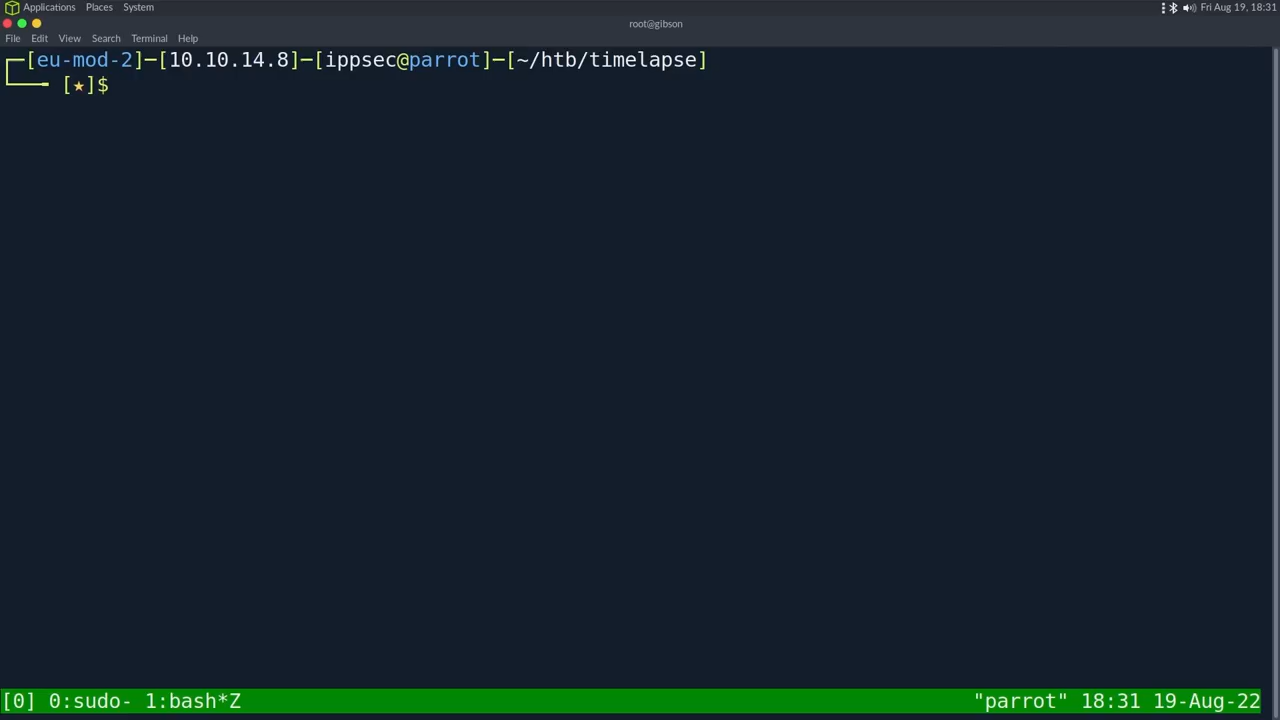 Applications Places System Fri Aug 19, 18:31
root@gibson
File Edit View Search Terminal Help
┌─[eu-mod-2]─[10.10.14.8]─[ippsec@parrot]─[~/htb/timelapse]
└──╼ [★]$
[0] 0:sudo- 1:bash*Z "parrot" 18:31 19-Aug-22